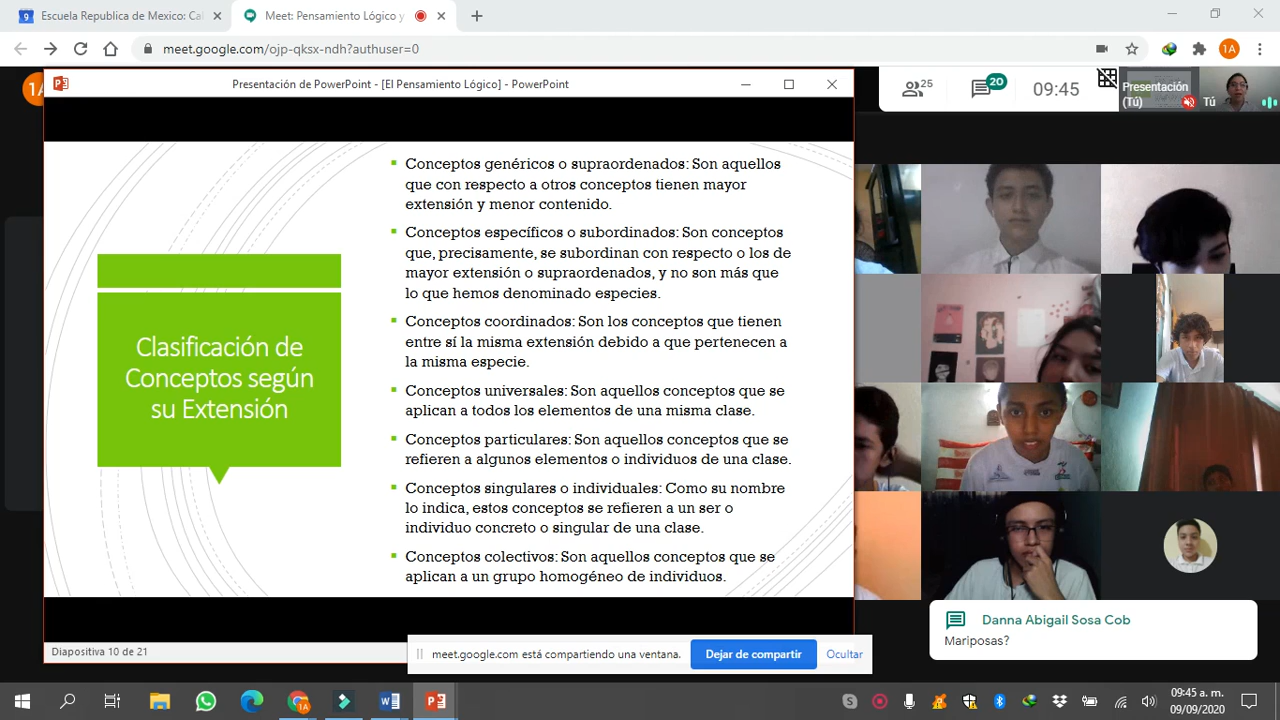 Escuela Republica de Mexico: Cal
Meet: Pensamiento Lógico y
meet.google.com/ojp-qksx-ndh?authuser=0
1A
Presentación de PowerPoint - [El Pensamiento Lógico] - PowerPoint
25
20
09:45
Presentación
(Tú)
Tú
Clasificación de
Conceptos según
su Extensión
Conceptos genéricos o supraordenados: Son aquellos
que con respecto a otros conceptos tienen mayor
extensión y menor contenido.
Conceptos específicos o subordinados: Son conceptos
que, precisamente, se subordinan con respecto o los de
mayor extensión o supraordenados, y no son más que
lo que hemos denominado especies.
Conceptos coordinados: Son los conceptos que tienen
entre sí la misma extensión debido a que pertenecen a
la misma especie.
Conceptos universales: Son aquellos conceptos que se
aplican a todos los elementos de una misma clase.
Conceptos particulares: Son aquellos conceptos que se
refieren a algunos elementos o individuos de una clase.
Conceptos singulares o individuales: Como su nombre
lo indica, estos conceptos se refieren a un ser o
individuo concreto o singular de una clase.
Conceptos colectivos: Son aquellos conceptos que se
aplican a un grupo homogéneo de individuos.
Danna Abigail Sosa Cob
Mariposas?
Diapositiva 10 de 21
meet.google.com está compartiendo una ventana.
Dejar de compartir
Ocultar
09:45 a. m.
09/09/2020